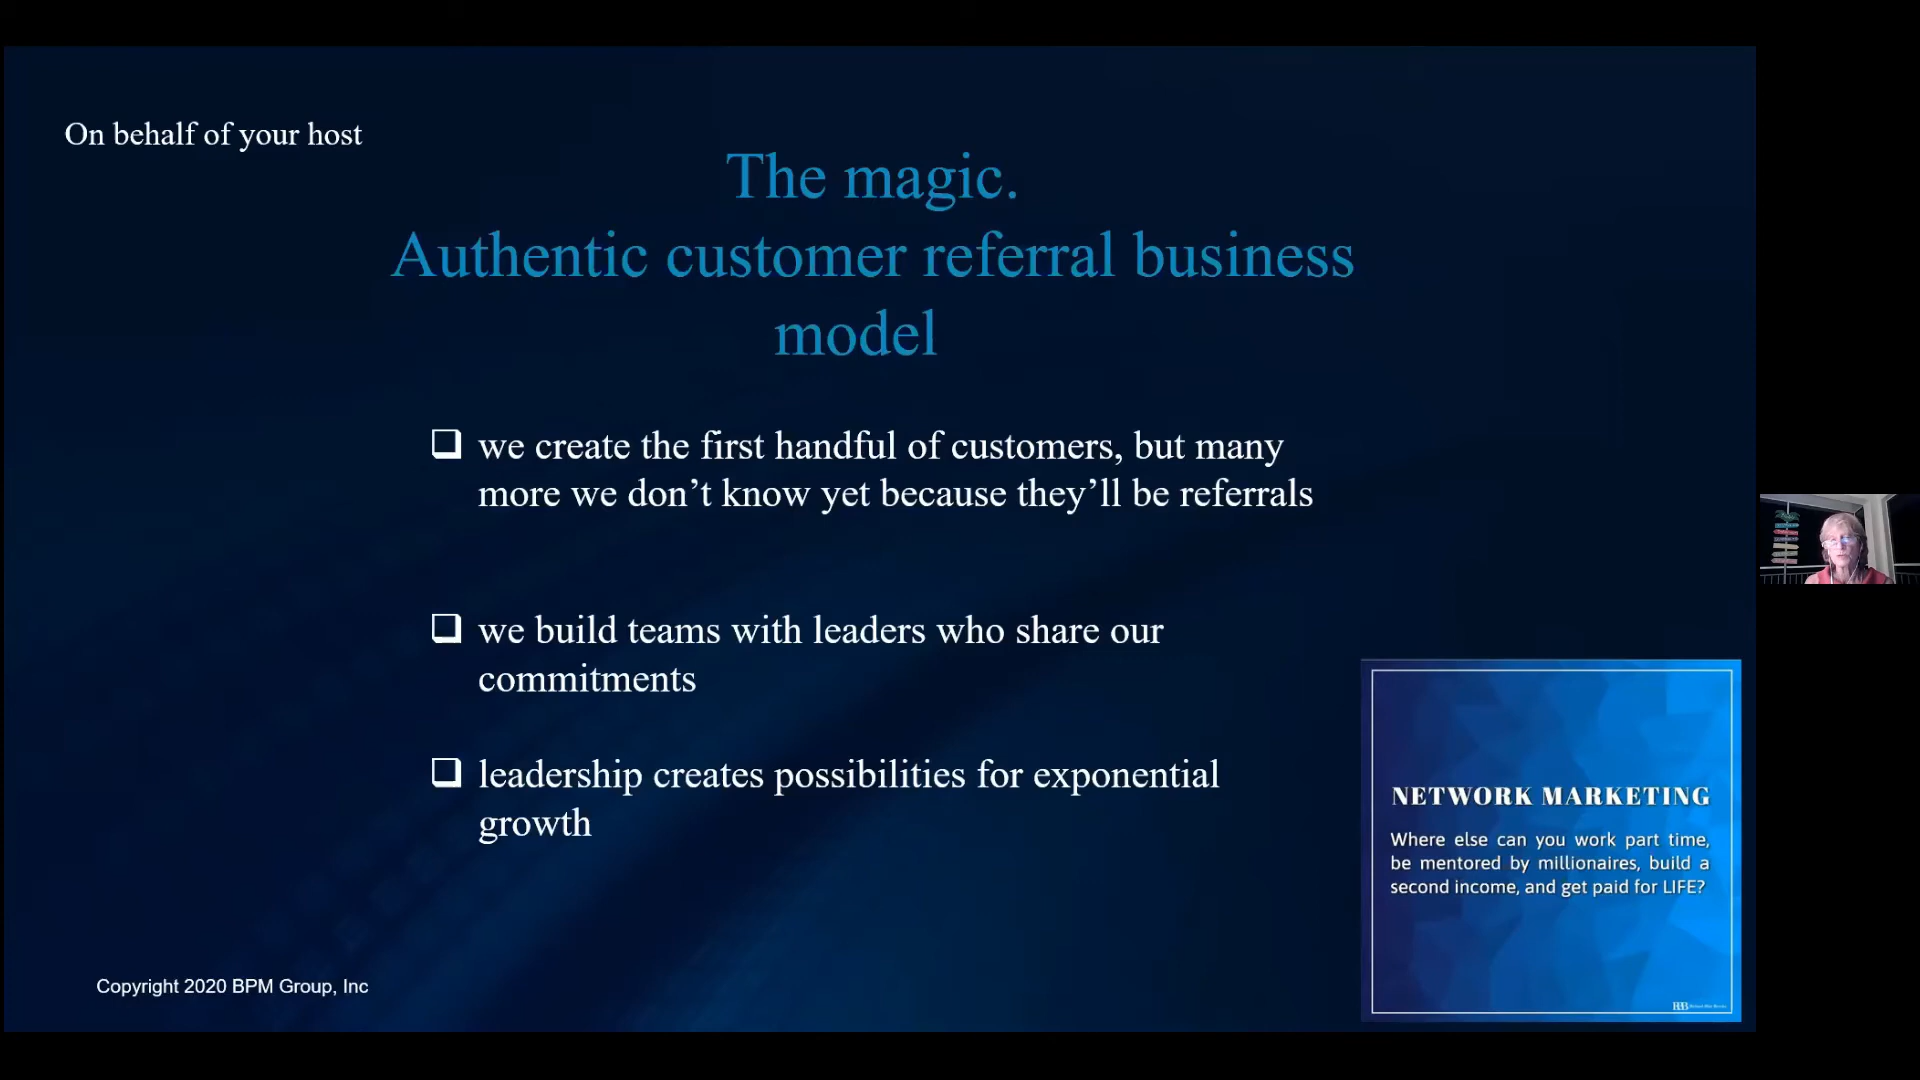 On behalf of your host
The magic.
Authentic customer referral business
model
we create the first handful of customers, but many
more we don’t know yet because they’ll be referrals
we build teams with leaders who share our
commitments
leadership creates possibilities for exponential
growth
NETWORK MARKETING
Where else can you work part time,
be mentored by millionaires, build a
second income, and get paid for LIFE?
Copyright 2020 BPM Group, Inc